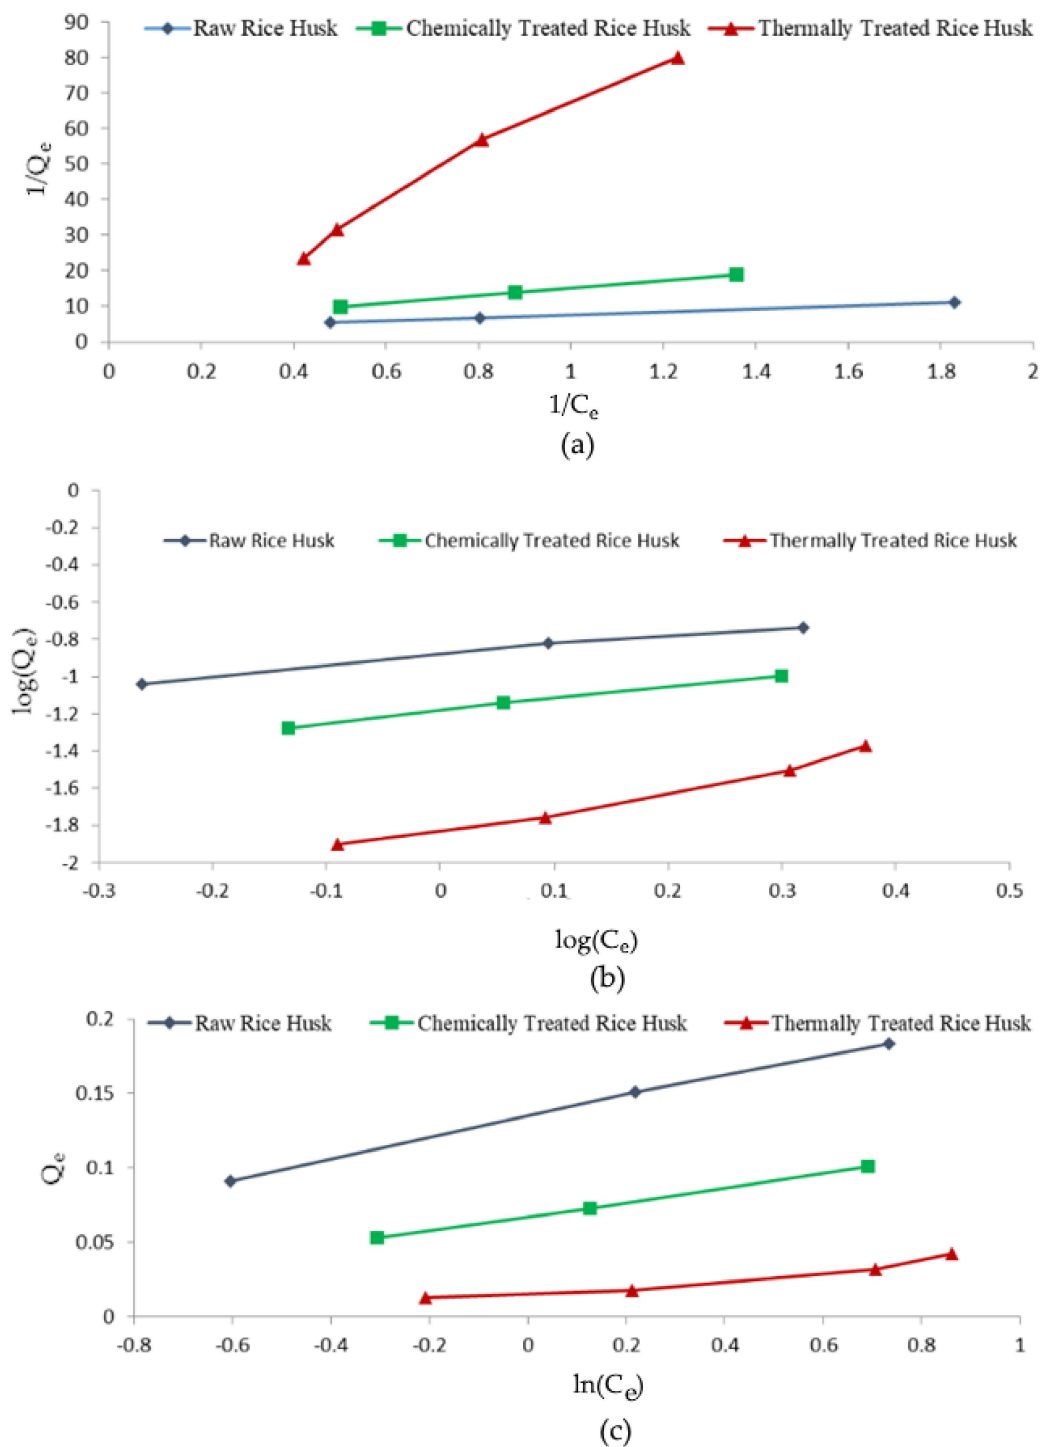 90
Raw Rice Husk Chemically Treated Rice Husk Thermally Treated Rice Husk
80
70
60
50
40
30
20
10
0
1/Qe
0 0.2 0.4 0.6 0.8 1 1.2 1.4 1.6 1.8 2
1/Ce
(a)
0
-0.2
Raw Rice Husk Chemically Treated Rice Husk Thermally Treated Rice Husk
-0.4
-0.6
-0.8
-1
-1.2
-1.4
-1.6
-1.8
-2
log(Qe)
-0.3 -0.2 -0.1 0 0.1 0.2 0.3 0.4 0.5
log(Ce)
(b)
0.2
Raw Rice Husk Chemically Treated Rice Husk Thermally Treated Rice Husk
0.15
0.1
0.05
0
Qe
-0.8 -0.6 -0.4 -0.2 0 0.2 0.4 0.6 0.8 1
ln(Ce)
(c)